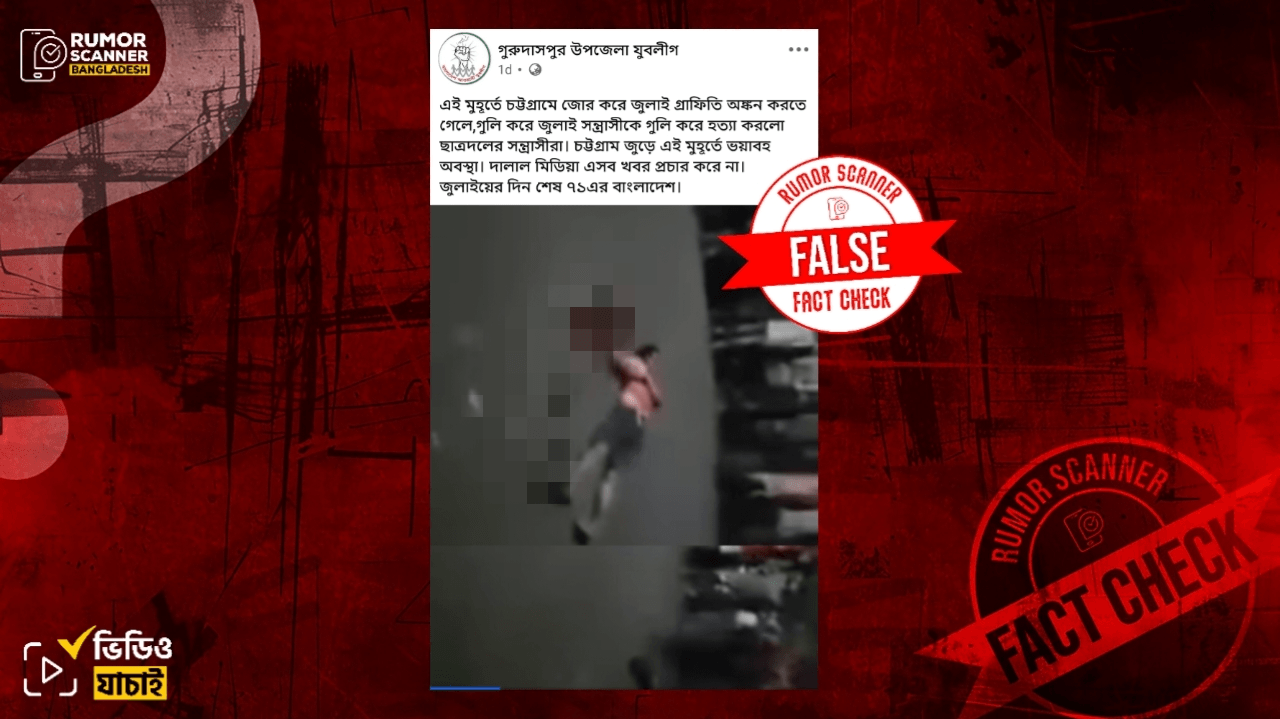 RUMOR
SCANNER
BANGLADESH
গুরুদাসপুর উপজেলা যুবলীগ
1d
এই মুহূর্তে চট্টগ্রামে জোর করে জুলাই গ্রাফিতি অঙ্কন করতে
গেলে,গুলি করে জুলাই সন্ত্রাসীকে গুলি করে হত্যা করলো
ছাত্রদলের সন্ত্রাসীরা। চট্টগ্রাম জুড়ে এই মুহূর্তে ভয়াবহ
অবস্থা। দালাল মিডিয়া এসব খবর প্রচার করে না।
জুলাইয়ের দিন শেষ ৭১এর বাংলাদেশ।
RUMOR SCANNER
FALSE
FACT CHECK
RUMOR SCANNER
FACT CHECK
ভিডিও
যাচাই